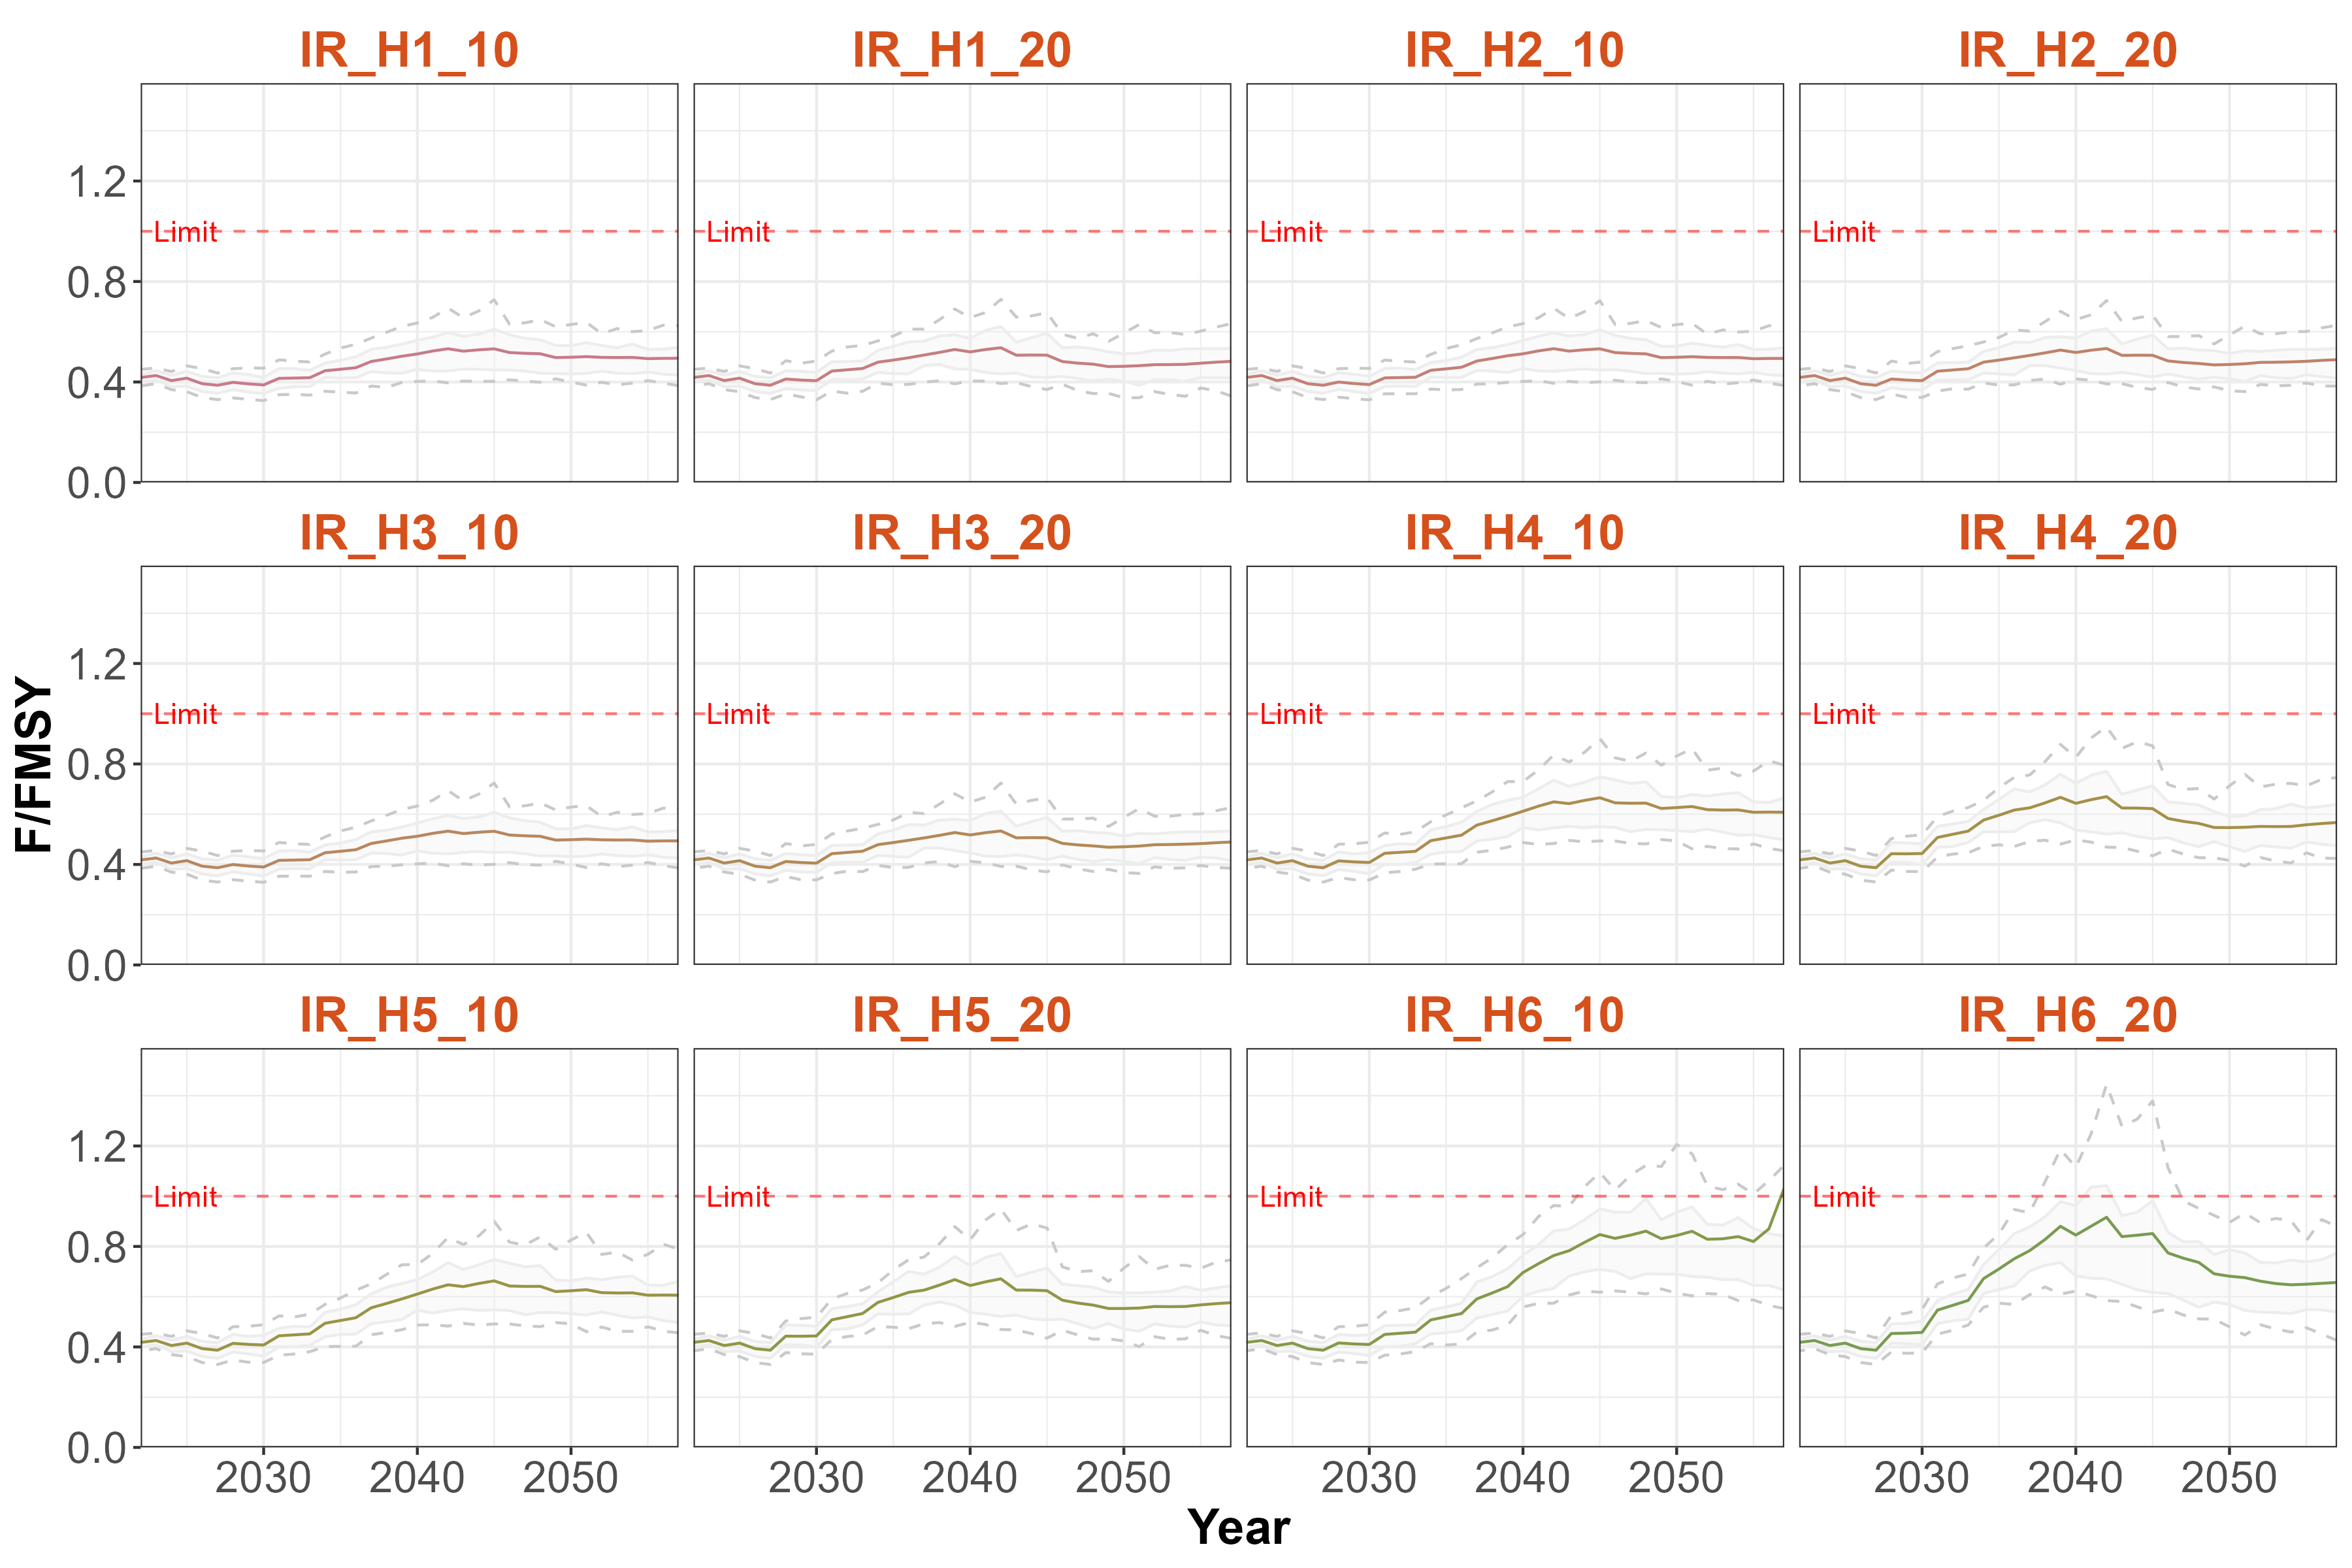 IR_H1_10 IR_H1_20 IR_H2_10 IR_H2_20
1.2
Limit Limit Limit Limit
0.8
0.4
0.0
IR_H3_10 IR_H3_20 IR_H4_10 IR_H4_20
1.2
Limit Limit Limit Limit
0.8
0.4
0.0
F/FMSY
IR_H5_10 IR_H5_20 IR_H6_10 IR_H6_20
1.2
Limit Limit Limit Limit
0.8
0.4
0.0
2030 2040 2050 2030 2040 2050 2030 2040 2050 2030 2040 2050
Year